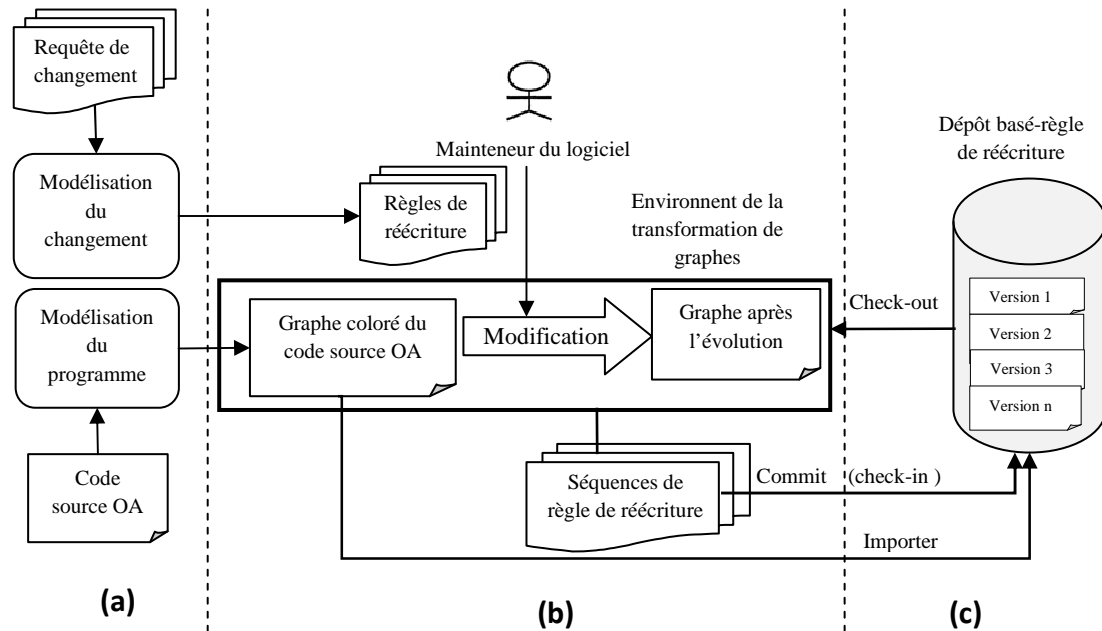 Requête de
changement
Modélisation
du
changement
Modélisation
du
programme
Code
source OA
(a)
Mainteneur du logiciel
Règles de
réécriture
Environnent de la
transformation de
graphes
Graphe coloré du
code source OA
Modification
Graphe après
l’évolution
Séquences de
règle de réécriture
(b)
Dépôt basé-règle
de réécriture
Version 1
Version 2
Version 3
Version n
Check-out
Commit (check-in )
Importer
(c)